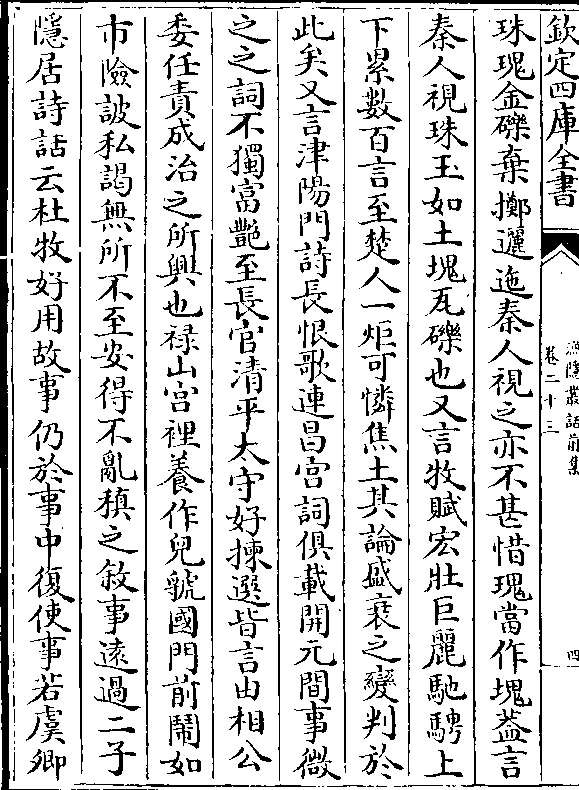 欽定四庫全書
漁隱叢話前集
卷二十三
四
珠瑰金礫棄擲邐迤秦人視之亦不甚惜瑰當作塊蓋言
秦人視珠玉如土塊瓦礫也又言牧賦宏壯巨麗馳騁上
下累數百言至楚人一炬可憐焦土其論盛衰之變判於
此矣又言津陽門詩長恨歌連昌宫詞俱載開元間事微
之之詞不獨富艷至長官清平太守好揀選皆言由相公
委任責成治之所興也禄山宫裡養作兒虢國門前鬧如
市險詖私謁無所不至安得不亂稹之敘事遠過二子
隱居詩話云杜牧好用故事仍於事中復使事若虞卿